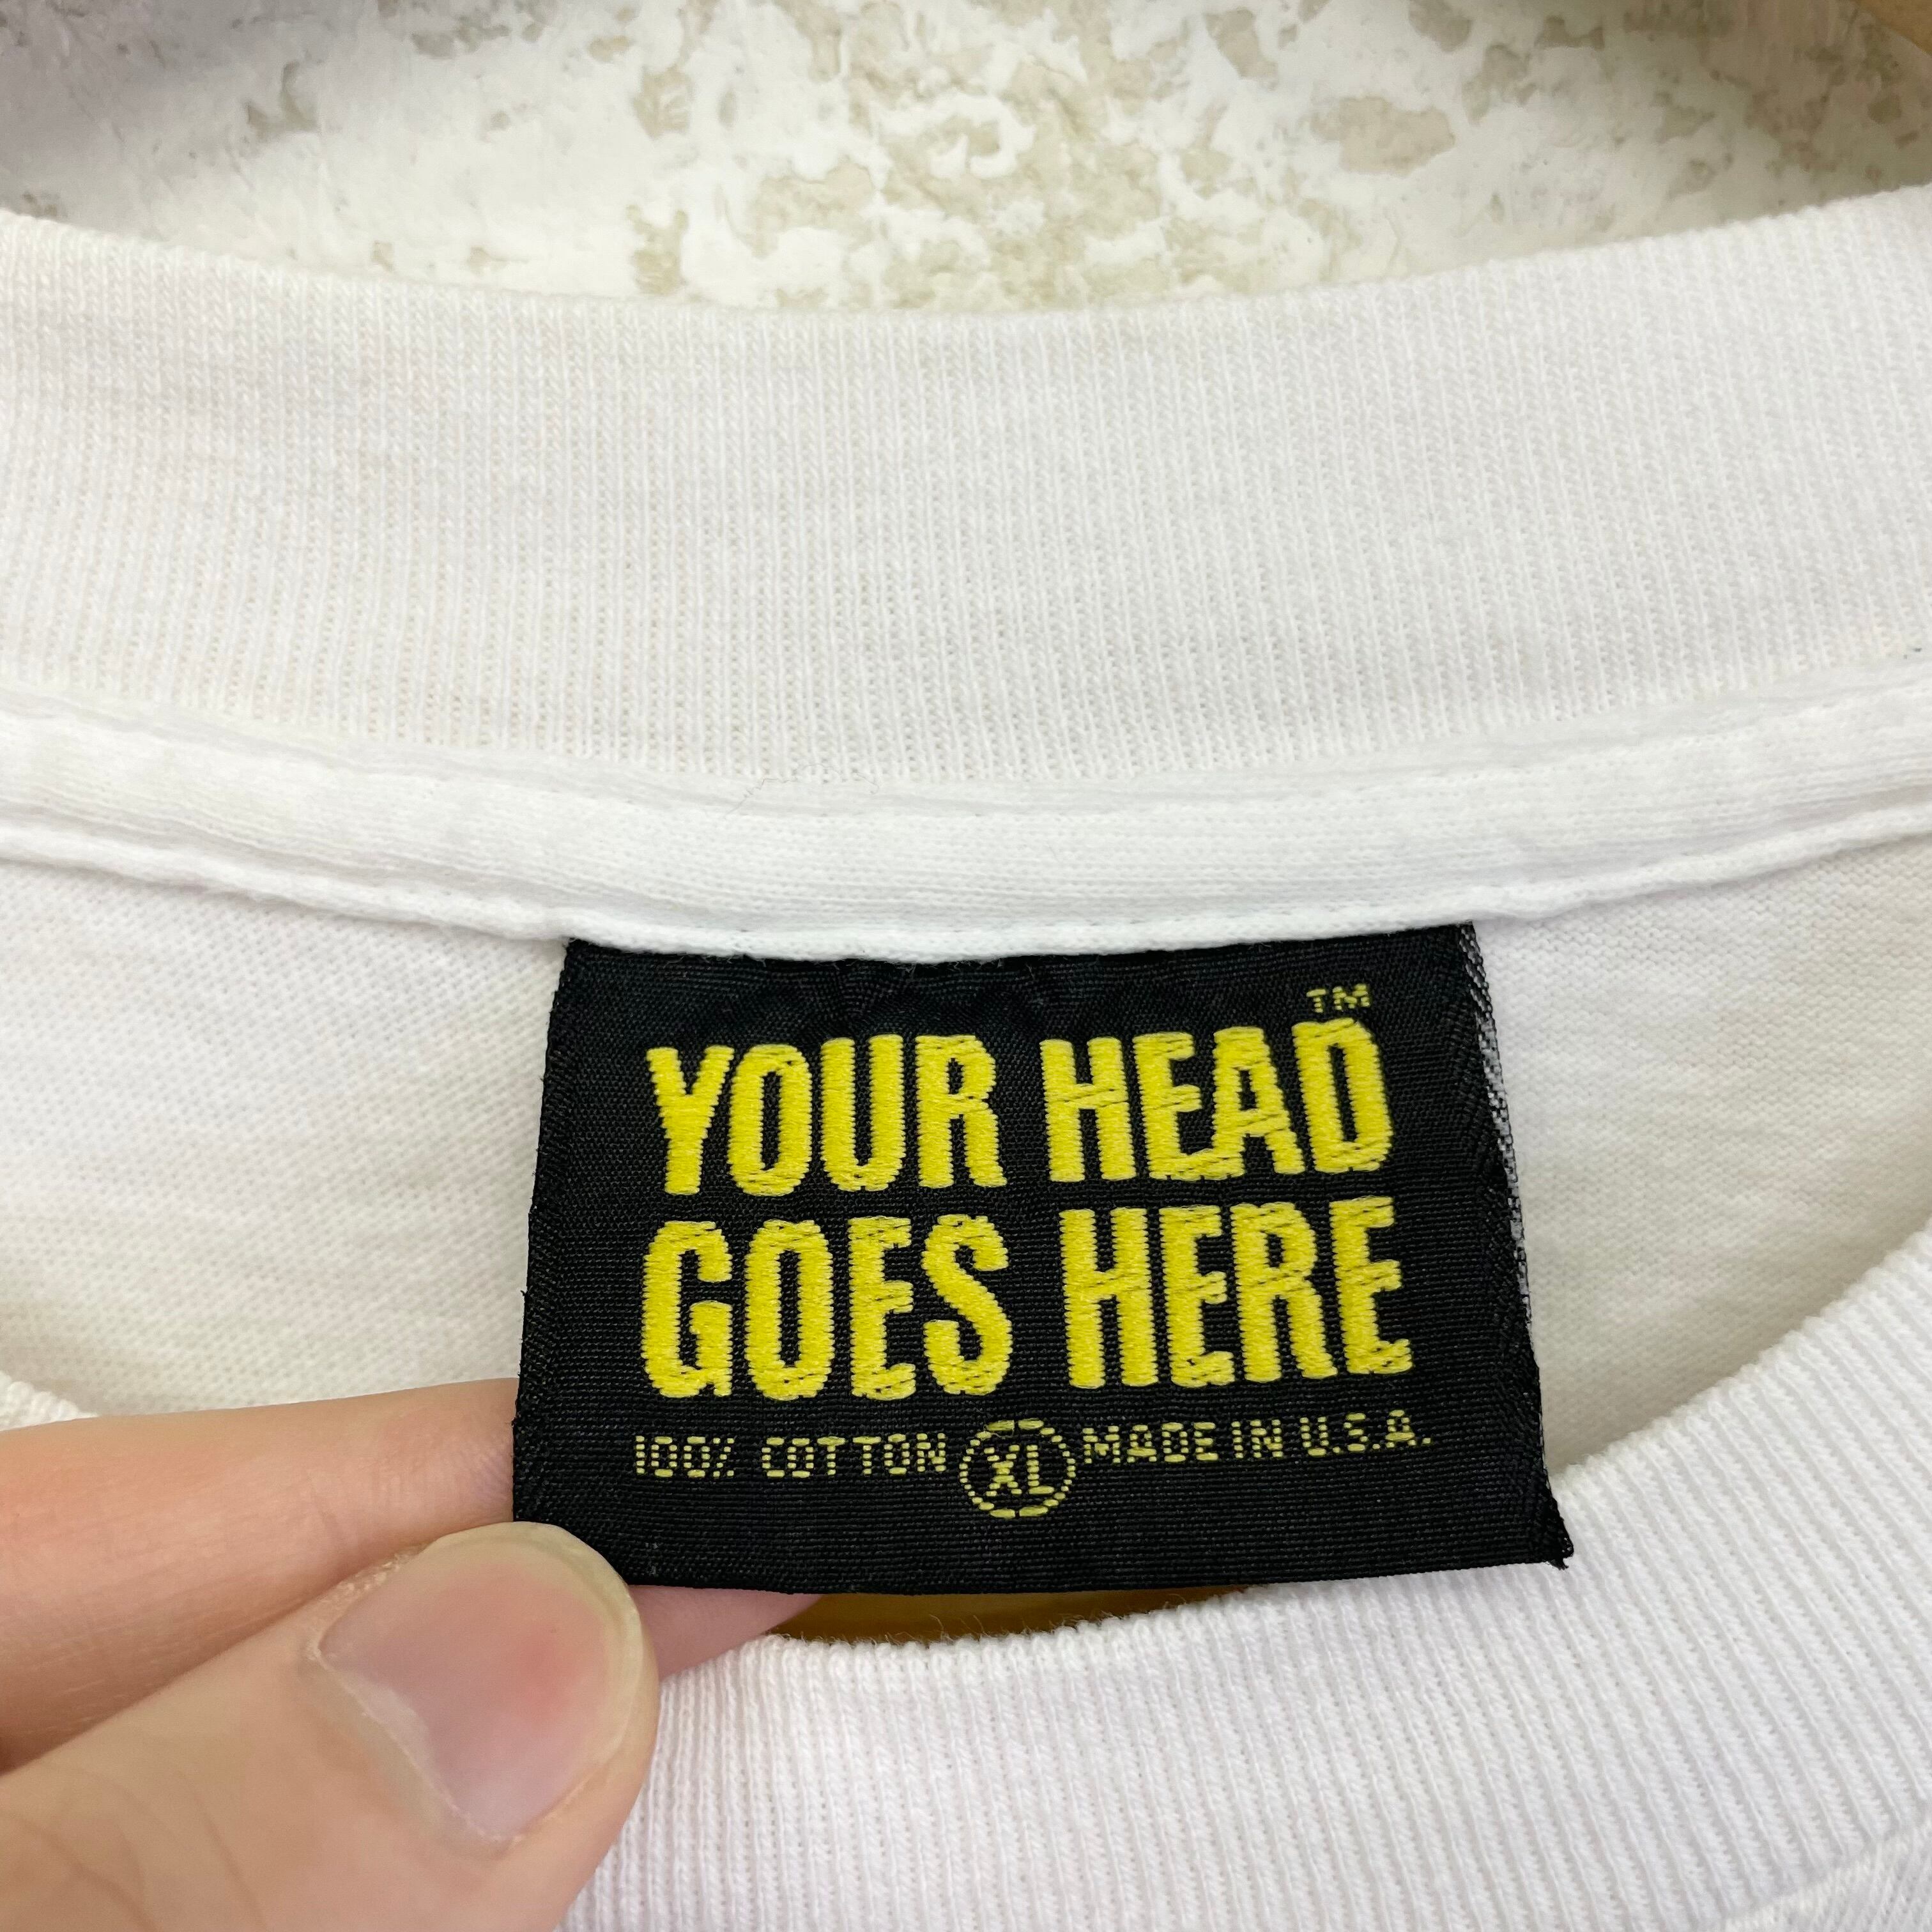 YOUR HEAD™
GOES HERE
100% COTTON XL MADE IN U.S.A.